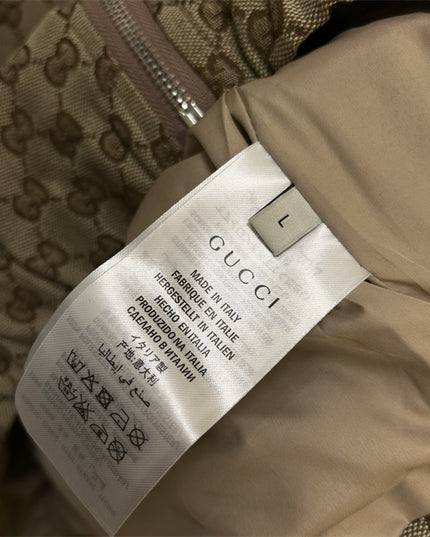 L
GUCCI
MADE IN ITALY
FABRIQUE EN ITALIE
HERGESTELLT IN ITALIEN
HECHO EN ITALIA
PRODUZIDO NA ITALIA
СДЕЛАНО В ИТАЛИИ
イタリア製
产地:意大利
صنع في إيطاليا